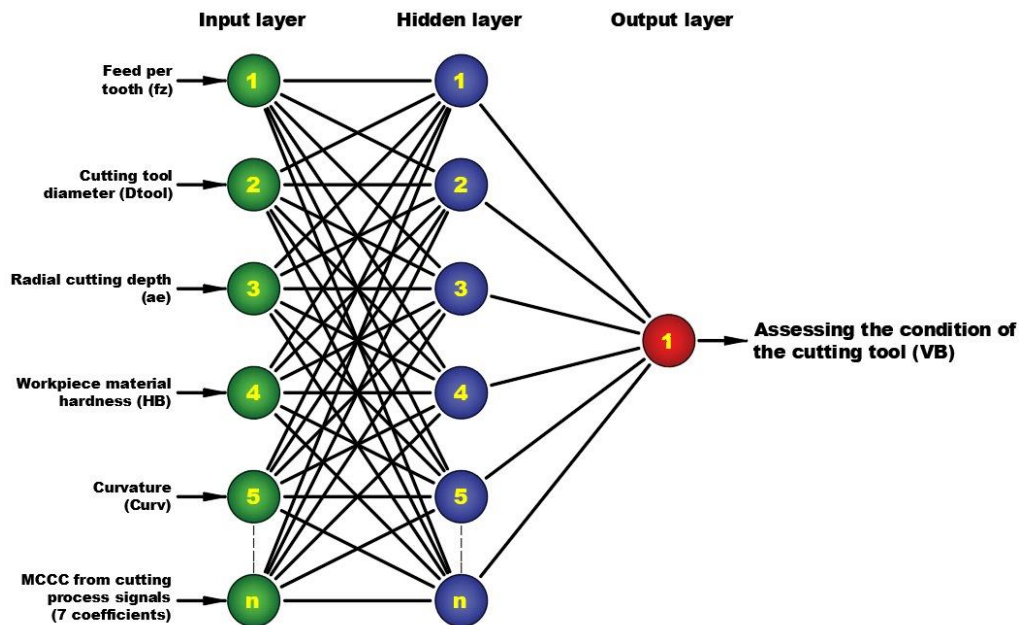 Input layer
Hidden layer
Output layer
Feed per
tooth (fz)
1
1
Cutting tool
diameter (Dtool)
2
2
Radial cutting depth
(ae)
3
3
1
Assessing the condition of
the cutting tool (VB)
Workpiece material
hardness (HB)
4
4
Curvature
(Curv)
5
5
MCCC from cutting
process signals
(7 coefficients)
n
n